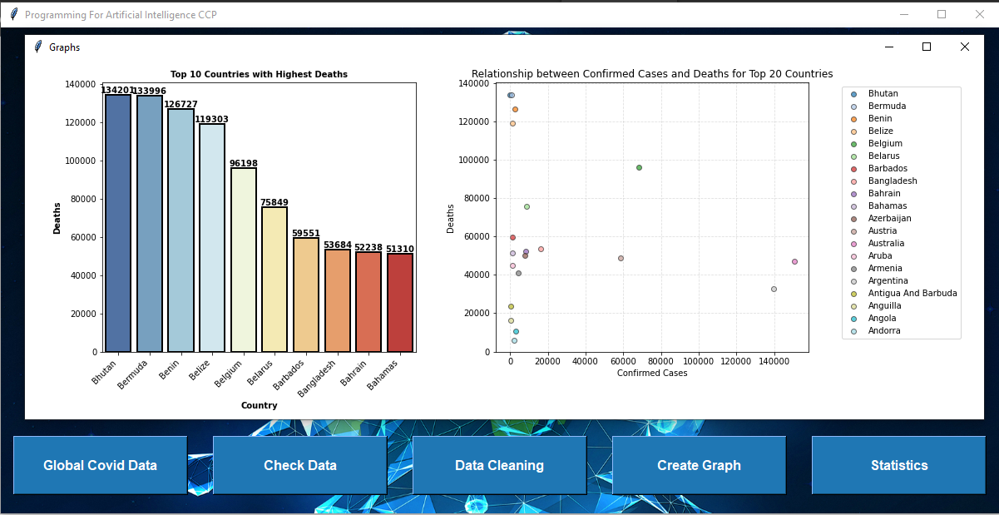 Programming For Artificial Intelligence CCP
Graphs
Top 10 Countries with Highest Deaths
134201
133996
126727
119303
96198
75849
59551
53684
52238
51310
140000
120000
100000
80000
60000
40000
20000
0
Deaths
Bhutan
Bermuda
Benin
Belize
Belgium
Belarus
Barbados
Bangladesh
Bahrain
Bahamas
Country
Relationship between Confirmed Cases and Deaths for Top 20 Countries
140000
120000
100000
80000
60000
40000
20000
0
Deaths
0 20000 40000 60000 80000 100000 120000 140000
Confirmed Cases
Bhutan
Bermuda
Benin
Belize
Belgium
Belarus
Barbados
Bangladesh
Bahrain
Bahamas
Azerbaijan
Austria
Australia
Aruba
Armenia
Argentina
Antigua And Barbuda
Anguilla
Angola
Andorra
Global Covid Data
Check Data
Data Cleaning
Create Graph
Statistics